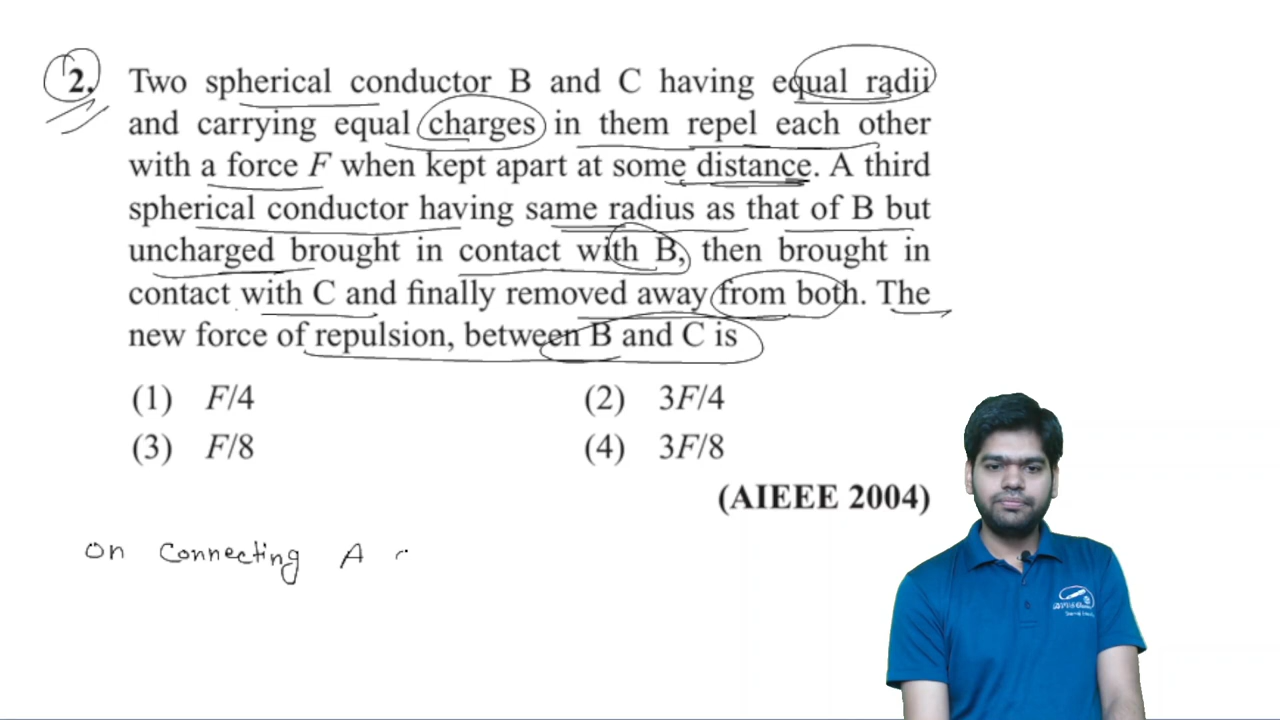 2. Two spherical conductor B and C having equal radii
and carrying equal charges in them repel each other
with a force F when kept apart at some distance. A third
spherical conductor having same radius as that of B but
uncharged brought in contact with B, then brought in
contact with C and finally removed away from both. The
new force of repulsion, between B and C is
(1) F/4 (2) 3F/4
(3) F/8 (4) 3F/8
(AIEEE 2004)
On Connecting A